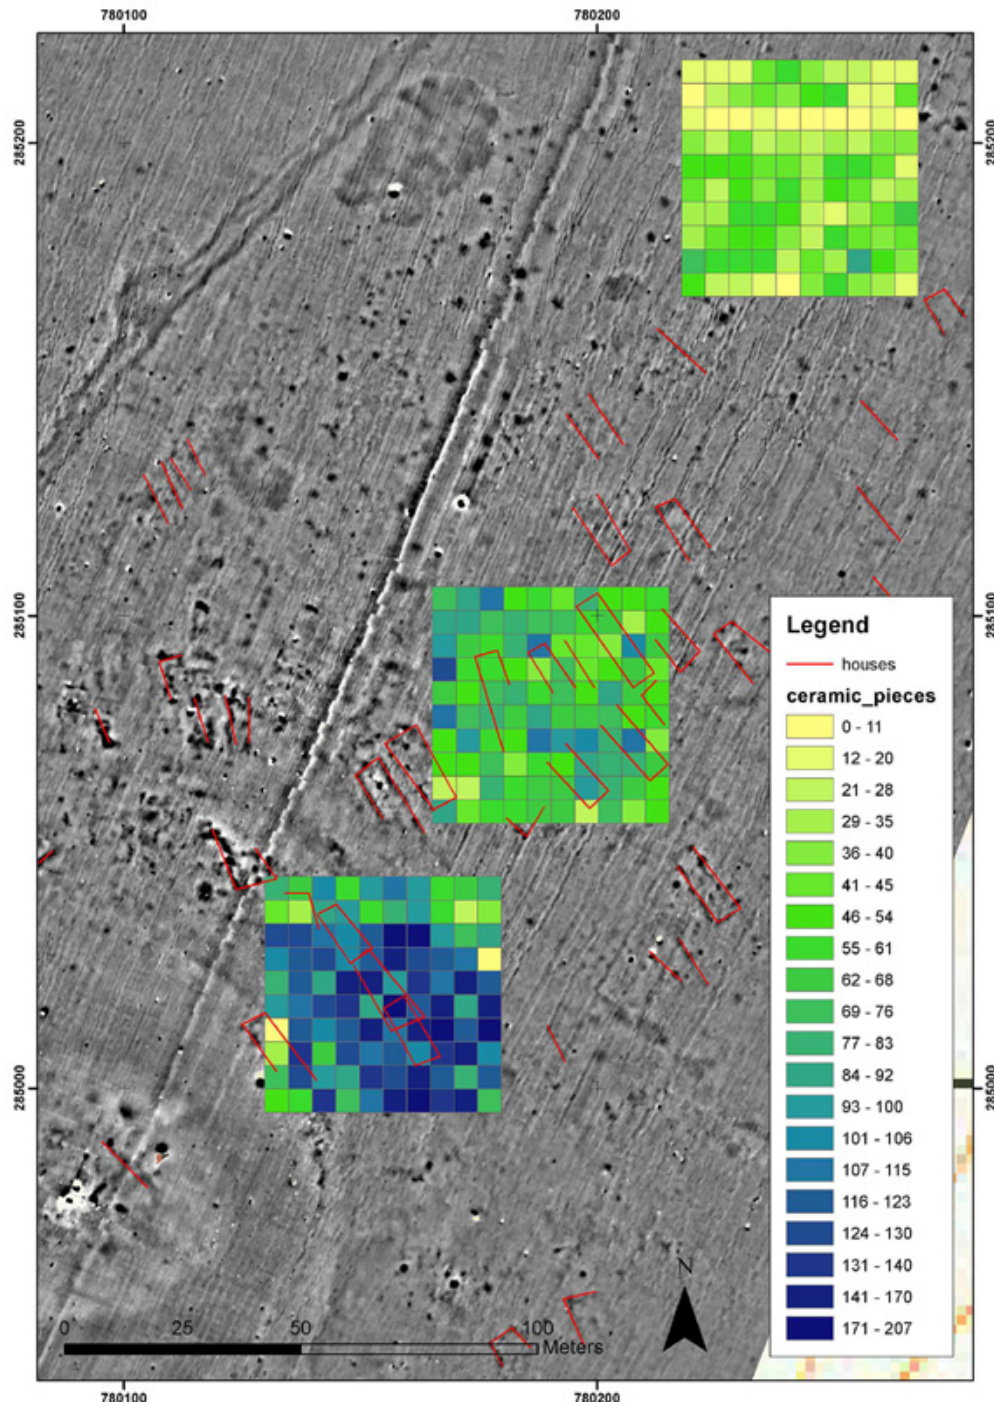 780100
780200
285200
285200
285100
285100
285000
285000
Legend
houses
ceramic_pieces
0 - 11
12 - 20
21 - 28
29 - 35
36 - 40
41 - 45
46 - 54
55 - 61
62 - 68
69 - 76
77 - 83
84 - 92
93 - 100
101 - 106
107 - 115
116 - 123
124 - 130
131 - 140
141 - 170
171 - 207
N
0 25 50 100
Meters
780100
780200